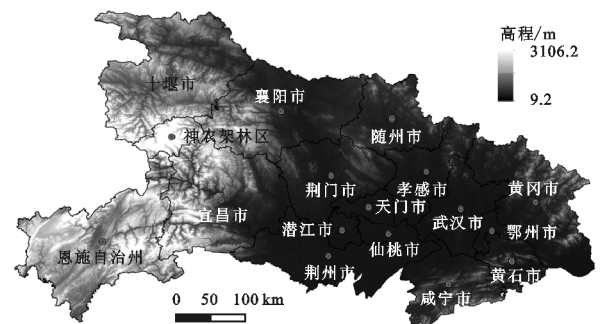 高程/m
3106.2
9.2
十堰市
襄阳市
随州市
神农架林区
荆门市
孝感市
黄冈市
宜昌市
天门市
武汉市
潜江市
鄂州市
恩施自治州
仙桃市
荆州市
黄石市
咸宁市
0 50 100 km